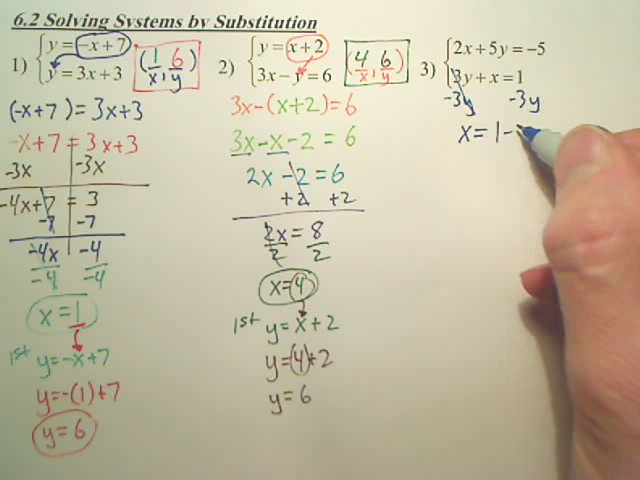 6.2 Solving Systems by Substitution
1) { y = -x + 7
y = 3x + 3
(1/x, 6/y)
(-x+7) = 3x+3
-x+7 = 3x+3
-3x -3x
-4x+7 = 3
-7 -7
-4x -4
-4 -4
x = 1
1st y=-x+7
y=-(1)+7
y=6
2) { y = x + 2
3x - y = 6
(4/x, 6/y)
3x-(x+2)=6
3x-x-2=6
2x-2=6
+2 +2
2x = 8
2 2
x=4
1st y=x+2
y=(4)+2
y=6
3) { 2x + 5y = -5
3y + x = 1
-3y -3y
x = 1-